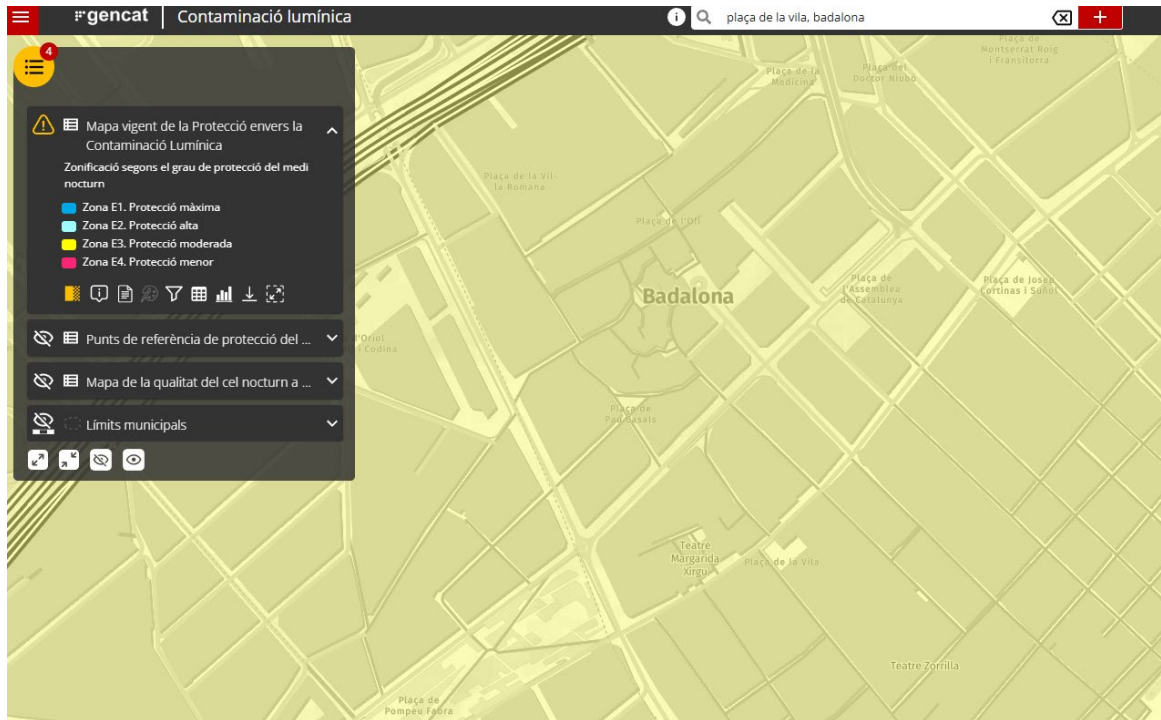 gencat
Contaminació lumínica
plaça de la vila, badalona
4
Mapa vigent de la Protecció envers la
Contaminació Lumínica
Zonificació segons el grau de protecció del medi
nocturn
Zona E1. Protecció màxima
Zona E2. Protecció alta
Zona E3. Protecció moderada
Zona E4. Protecció menor
Punts de referència de protecció del ...
Mapa de la qualitat del cel nocturn a ...
Límits municipals
Plaça de
Montserrat Roig
i Fransitorra
Plaça de la
Medicina
Plaça del
Doctor Niubó
Plaça de la Vil·
la Romana
Plaça de l'Oli
Badalona
Plaça de
l'Assemblea
de Catalunya
Plaça de Josep
Cortinas i Suñol
d'Oriol
i Codina
Plaça de
Pau Casals
Teatre
Margarida
Xirgu
Plaça de la Vila
Teatre Zorrilla
Plaça de
Pompeu Fabra